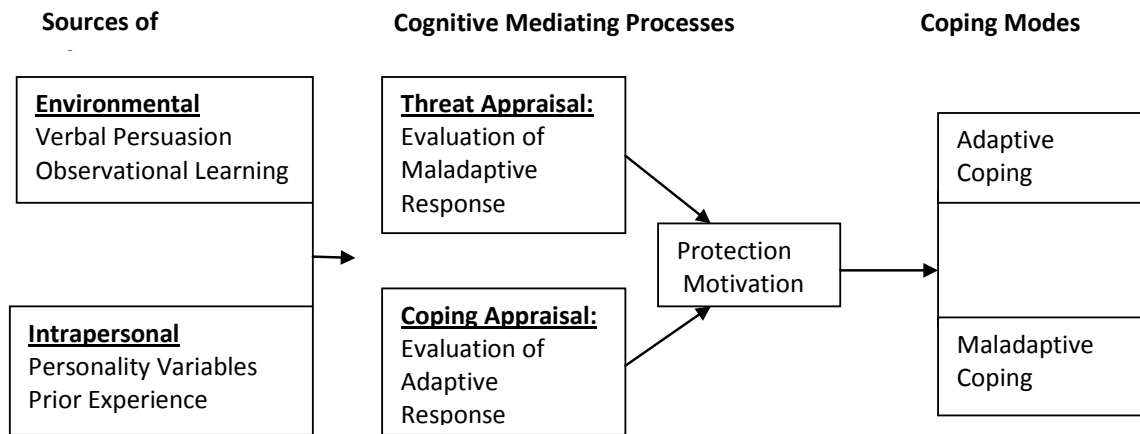 Sources of
Cognitive Mediating Processes
Coping Modes
Environmental
Verbal Persuasion
Observational Learning
Intrapersonal
Personality Variables
Prior Experience
Threat Appraisal:
Evaluation of
Maladaptive
Response
Coping Appraisal:
Evaluation of
Adaptive
Response
Protection
Motivation
Adaptive
Coping
Maladaptive
Coping